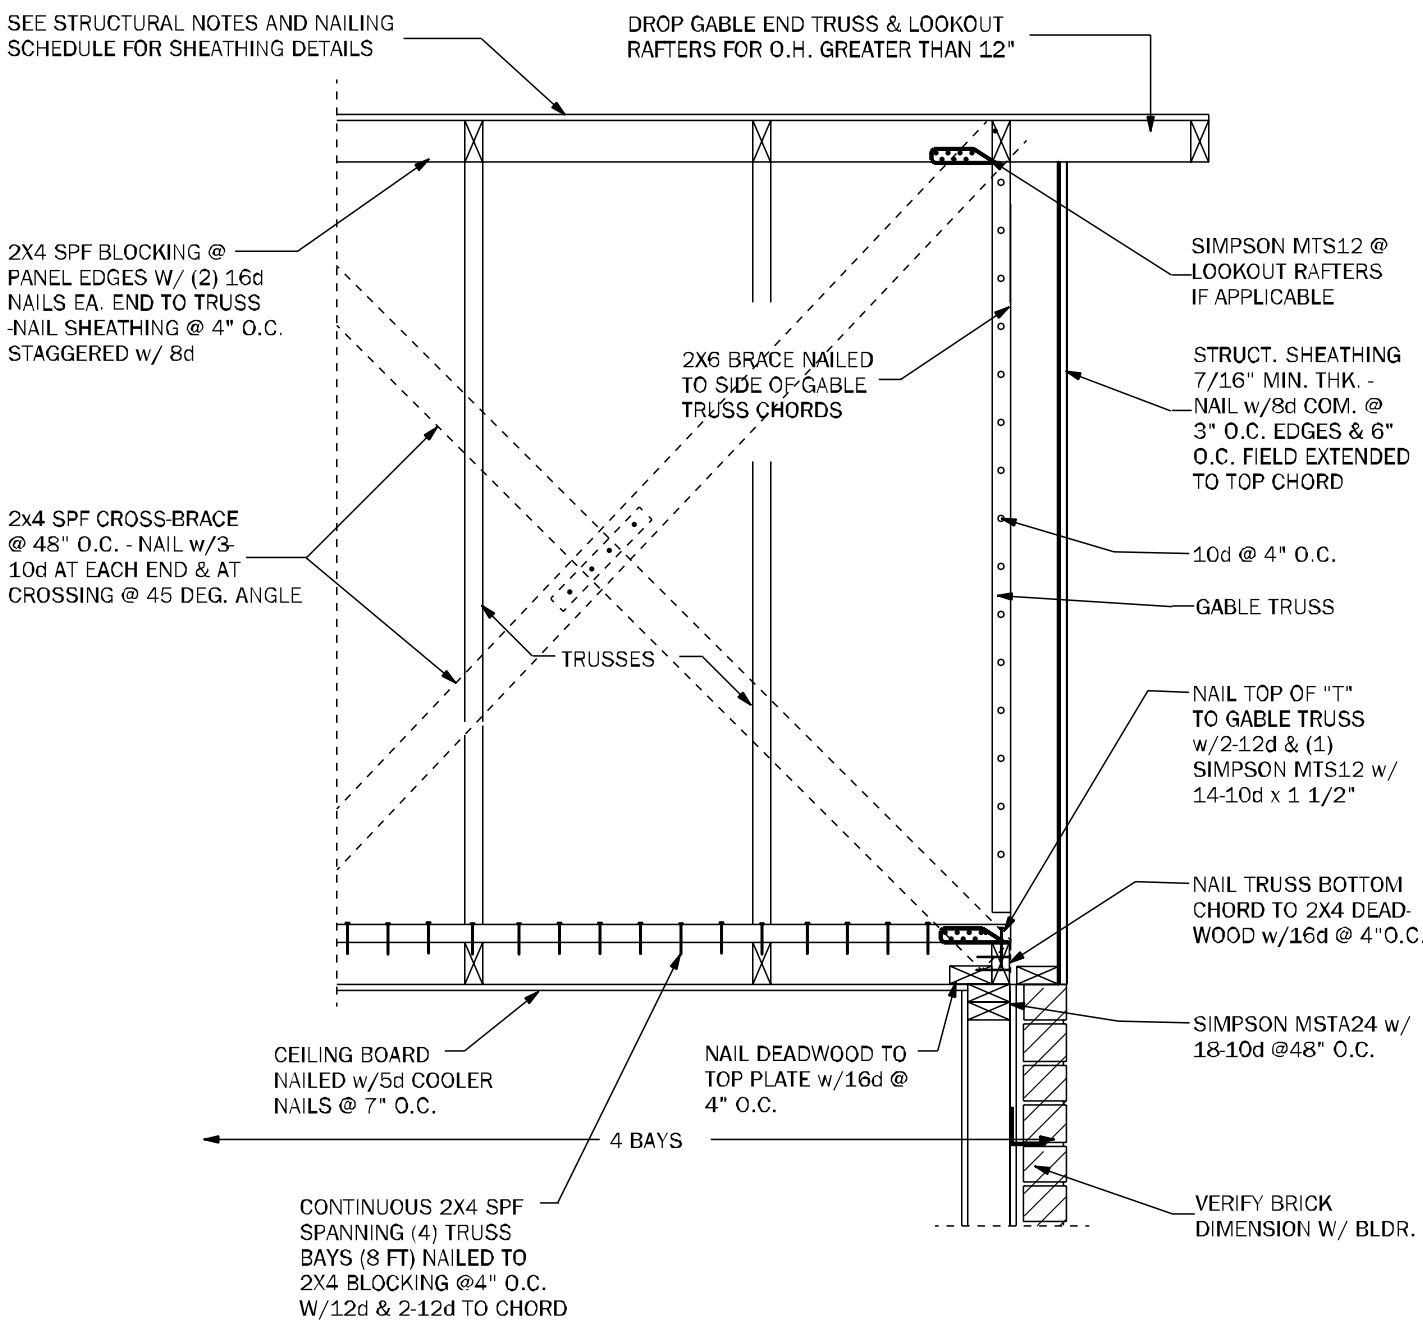 SEE STRUCTURAL NOTES AND NAILING
SCHEDULE FOR SHEATHING DETAILS
DROP GABLE END TRUSS & LOOKOUT
RAFTERS FOR O.H. GREATER THAN 12"
2X4 SPF BLOCKING @
PANEL EDGES W/ (2) 16d
NAILS EA. END TO TRUSS
-NAIL SHEATHING @ 4" O.C.
STAGGERED w/ 8d
SIMPSON MTS12 @
LOOKOUT RAFTERS
IF APPLICABLE
2X6 BRACE NAILED
TO SIDE OF GABLE
TRUSS CHORDS
STRUCT. SHEATHING
7/16" MIN. THK. -
NAIL w/8d COM. @
3" O.C. EDGES & 6"
O.C. FIELD EXTENDED
TO TOP CHORD
2x4 SPF CROSS-BRACE
@ 48" O.C. - NAIL w/3-
10d AT EACH END & AT
CROSSING @ 45 DEG. ANGLE
10d @ 4" O.C.
GABLE TRUSS
TRUSSES
NAIL TOP OF "T"
TO GABLE TRUSS
w/2-12d & (1)
SIMPSON MTS12 w/
14-10d x 1 1/2"
NAIL TRUSS BOTTOM
CHORD TO 2X4 DEAD-
WOOD w/16d @ 4"O.C.
SIMPSON MSTA24 w/
18-10d @48" O.C.
CEILING BOARD
NAILED w/5d COOLER
NAILS @ 7" O.C.
NAIL DEADWOOD TO
TOP PLATE w/16d @
4" O.C.
4 BAYS
CONTINUOUS 2X4 SPF
SPANNING (4) TRUSS
BAYS (8 FT) NAILED TO
2X4 BLOCKING @4" O.C.
W/12d & 2-12d TO CHORD
VERIFY BRICK
DIMENSION W/ BLDR.